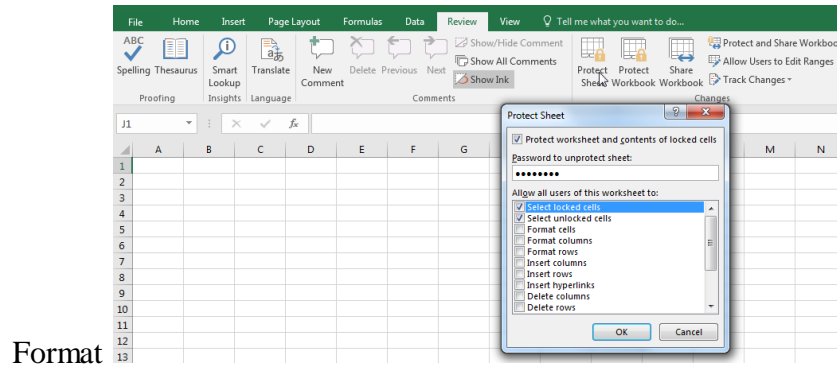 File Home Insert Page Layout Formulas Data Review View Tell me what you want to do...
ABC
Spelling Thesaurus Smart Lookup Translate New Comment Delete Previous Next
Show/Hide Comment
Show All Comments
Show Ink
Protect Sheet Protect Workbook Share Workbook
Protect and Share Workboo
Allow Users to Edit Ranges
Track Changes
Proofing Insights Language Comments Changes
J1 fx
A B C D E F G M N
1
2
3
4
5
6
7
8
9
10
11
12
13
Protect Sheet
Protect worksheet and contents of locked cells
Password to unprotect sheet:
••••••••
Allow all users of this worksheet to:
Select locked cells
Select unlocked cells
Format cells
Format columns
Format rows
Insert columns
Insert rows
Insert hyperlinks
Delete columns
Delete rows
OK Cancel
Format